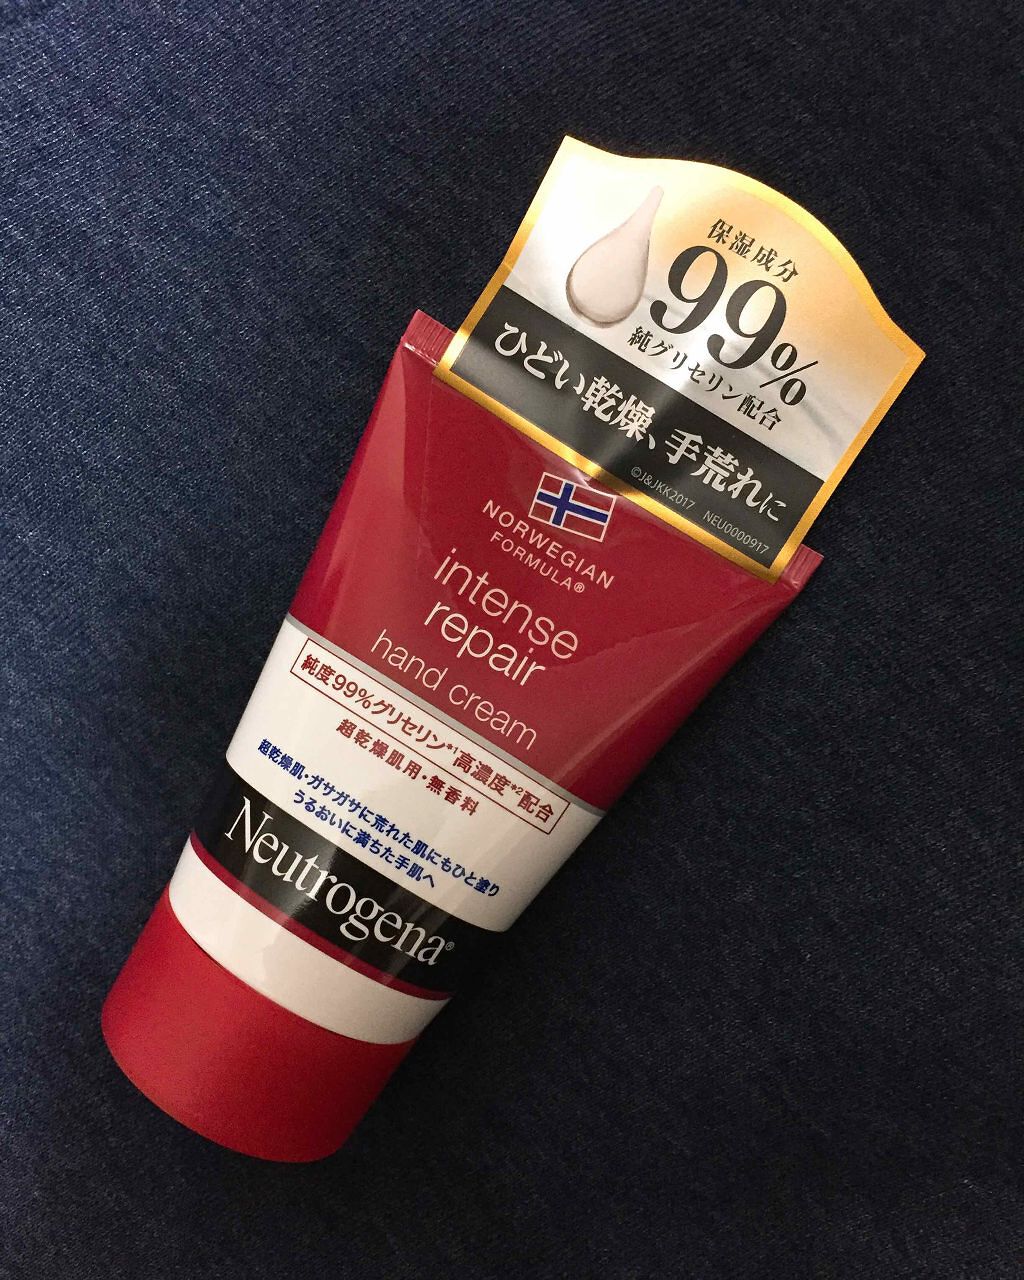 保湿成分
99%
純グリセリン配合
ひどい乾燥、手荒れに
©J&JKK2017 NEU0000917
NORWEGIAN
FORMULA®
intense
repair
hand cream
純度99%グリセリン*1高濃度*2配合
超乾燥肌用・無香料
超乾燥肌・ガサガサに荒れた肌にもひと塗り
うるおいに満ちた手肌へ
Neutrogena®